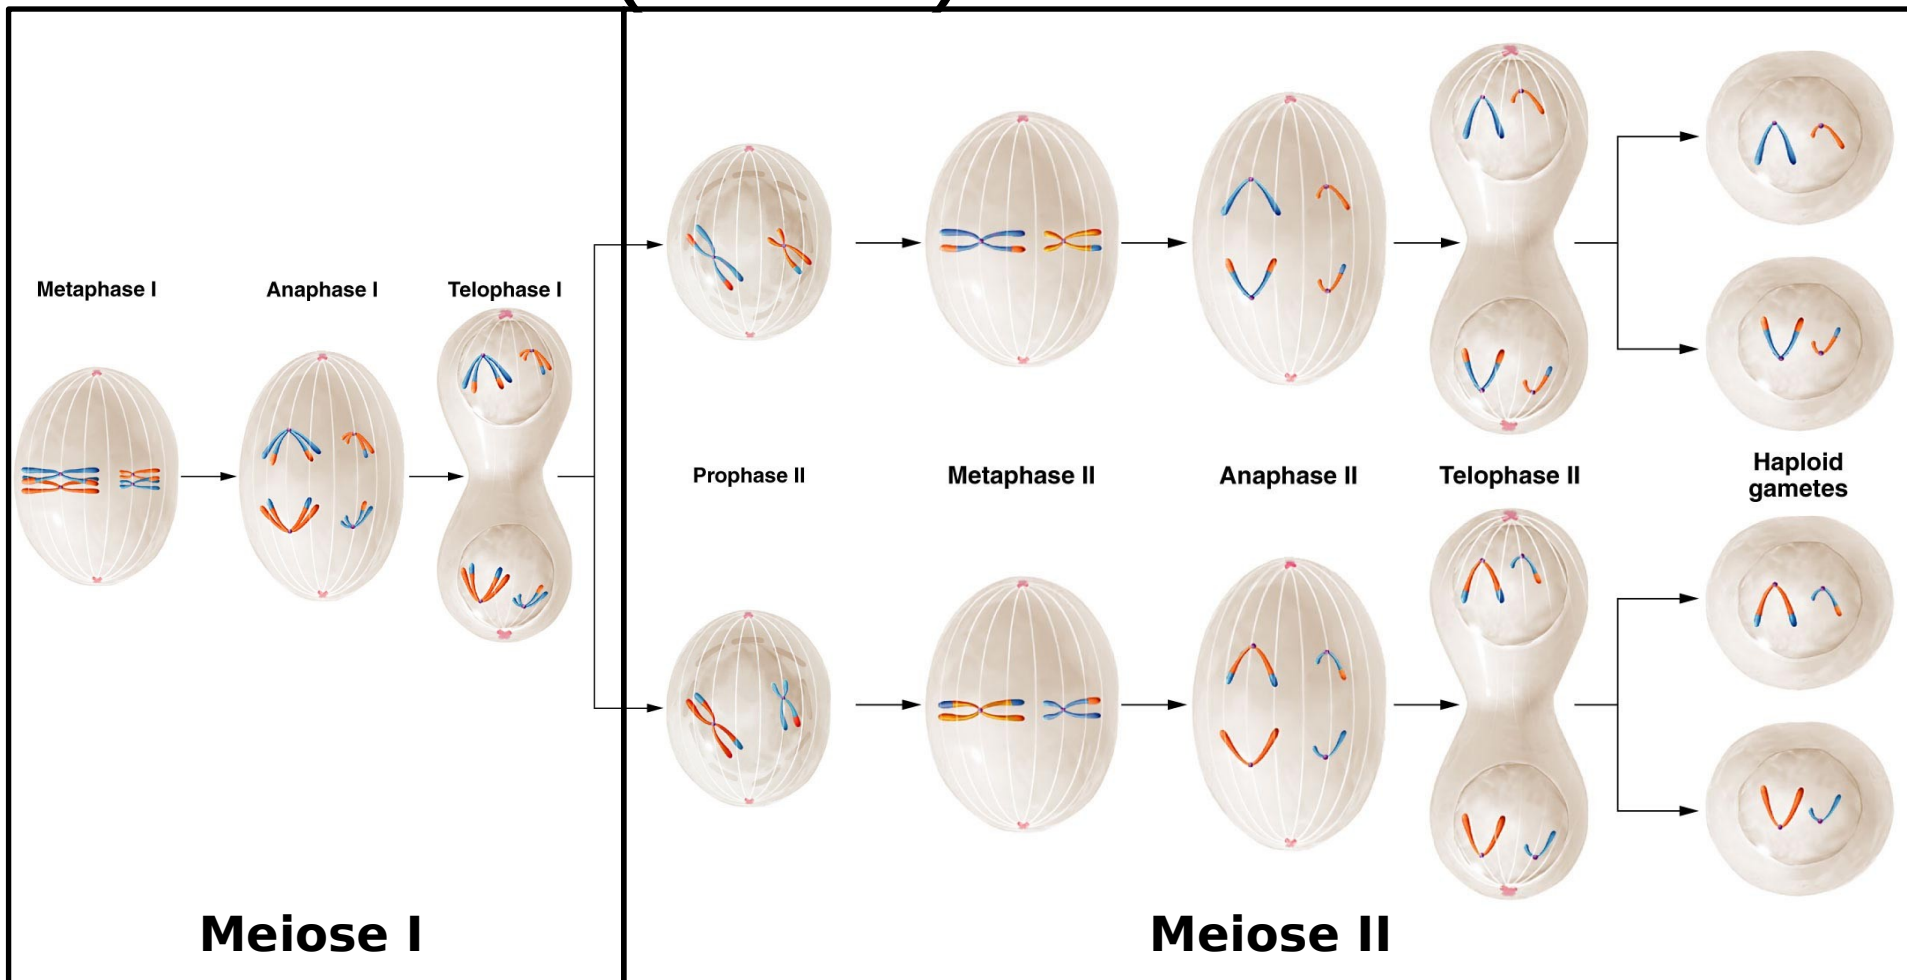 Metaphase I
Anaphase I
Telophase I
Prophase II
Metaphase II
Anaphase II
Telophase II
Haploid
gametes
Meiose I
Meiose II